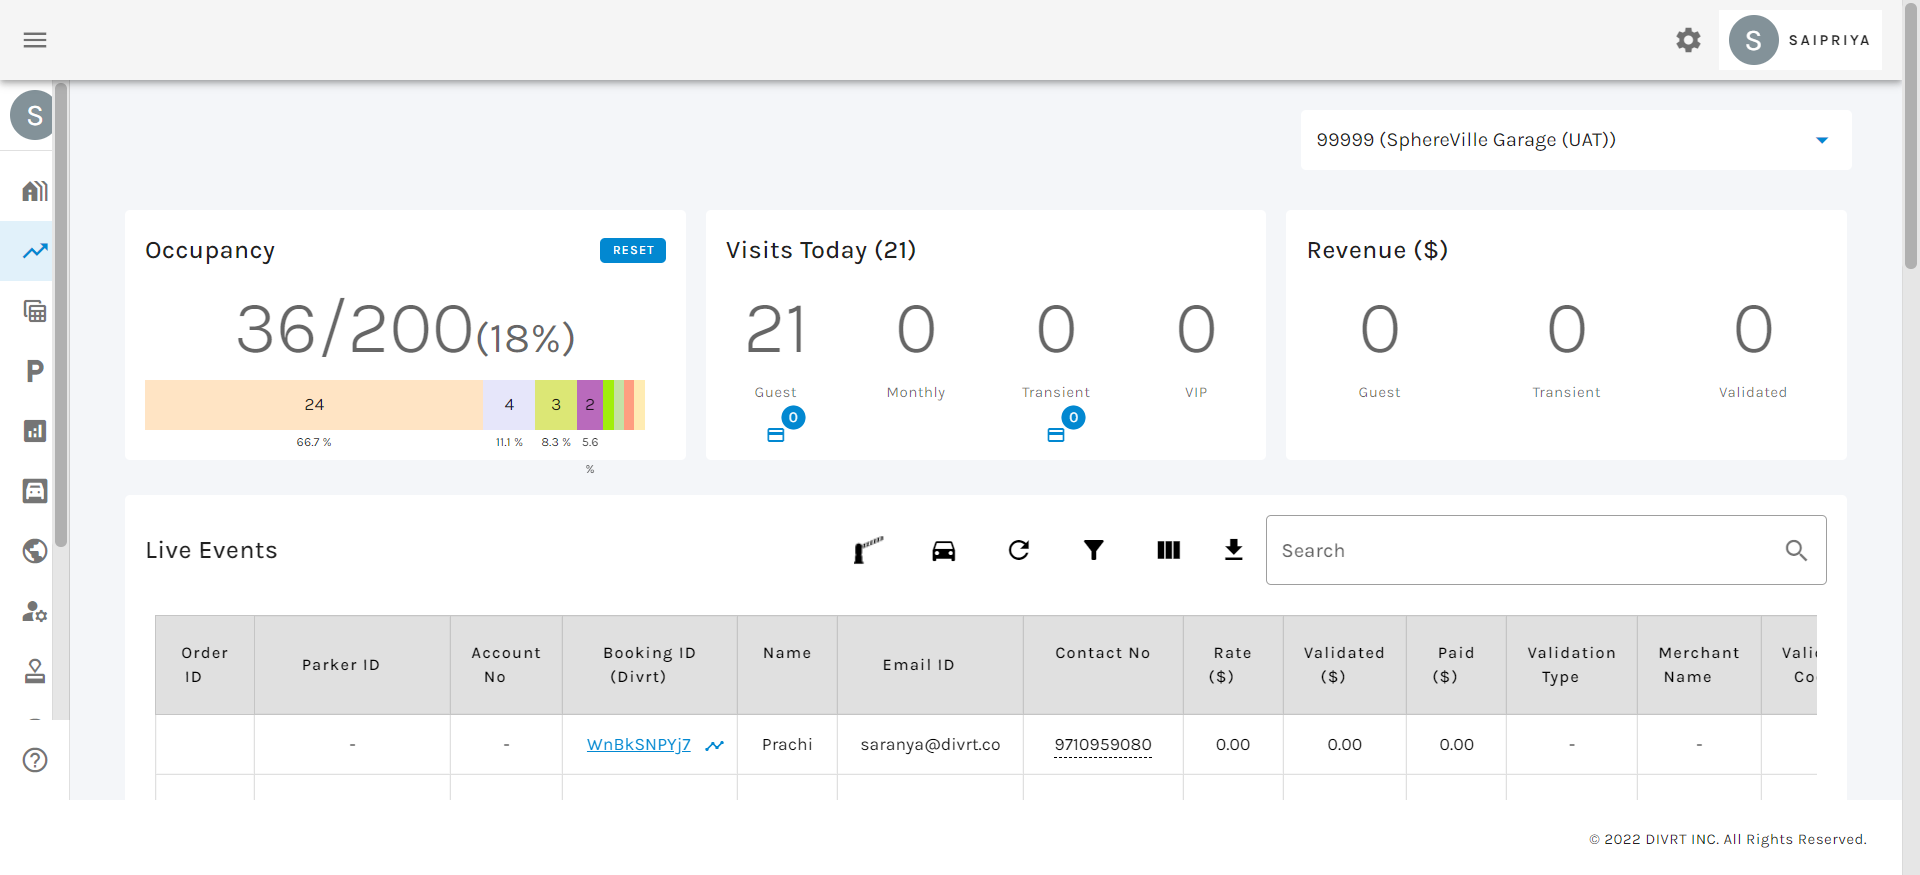 S SAIPRIYA
S
99999 (SphereVille Garage (UAT))
Occupancy RESET
36/200(18%)
24 4 3 2
66.7 % 11.1 % 8.3 % 5.6 %
Visits Today (21)
21 0 0 0
Guest Monthly Transient VIP
0 0
Revenue ($)
0 0 0
Guest Transient Validated
P
Live Events Search
Order ID Parker ID Account No Booking ID (Divrt) Name Email ID Contact No Rate ($) Validated ($) Paid ($) Validation Type Merchant Name
- - WnBkSNPYj7 Prachi saranya@divrt.co 9710959080 0.00 0.00 0.00 - -
© 2022 DIVRT INC. All Rights Reserved.